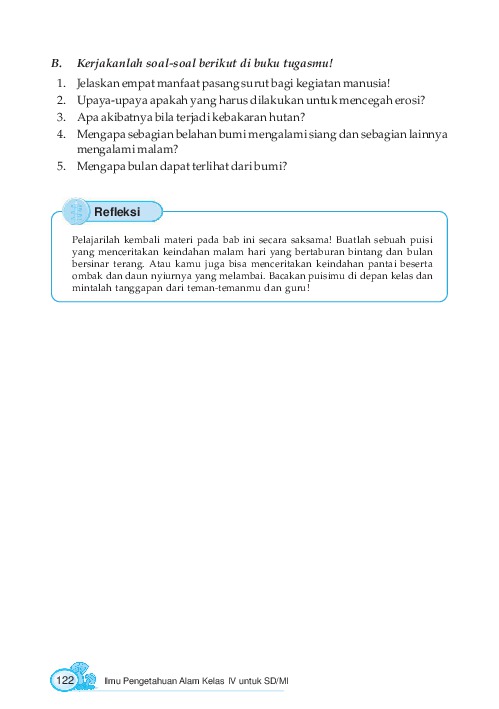 B. Kerjakanlah soal-soal berikut di buku tugasmu!
1. Jelaskan empat manfaat pasang surut bagi kegiatan manusia!
2. Upaya-upaya apakah yang harus dilakukan untuk mencegah erosi?
3. Apa akibatnya bila terjadi kebakaran hutan?
4. Mengapa sebagian belahan bumi mengalami siang dan sebagian lainnya
mengalami malam?
5. Mengapa bulan dapat terlihat dari bumi?
Refleksi
Pelajarilah kembali materi pada bab ini secara saksama! Buatlah sebuah puisi
yang menceritakan keindahan malam hari yang bertaburan bintang dan bulan
bersinar terang. Atau kamu juga bisa menceritakan keindahan pantai beserta
ombak dan daun nyiurnya yang melambai. Bacakan puisimu di depan kelas dan
mintalah tanggapan dari teman-temanmu dan guru!
122 Ilmu Pengetahuan Alam Kelas IV untuk SD/MI